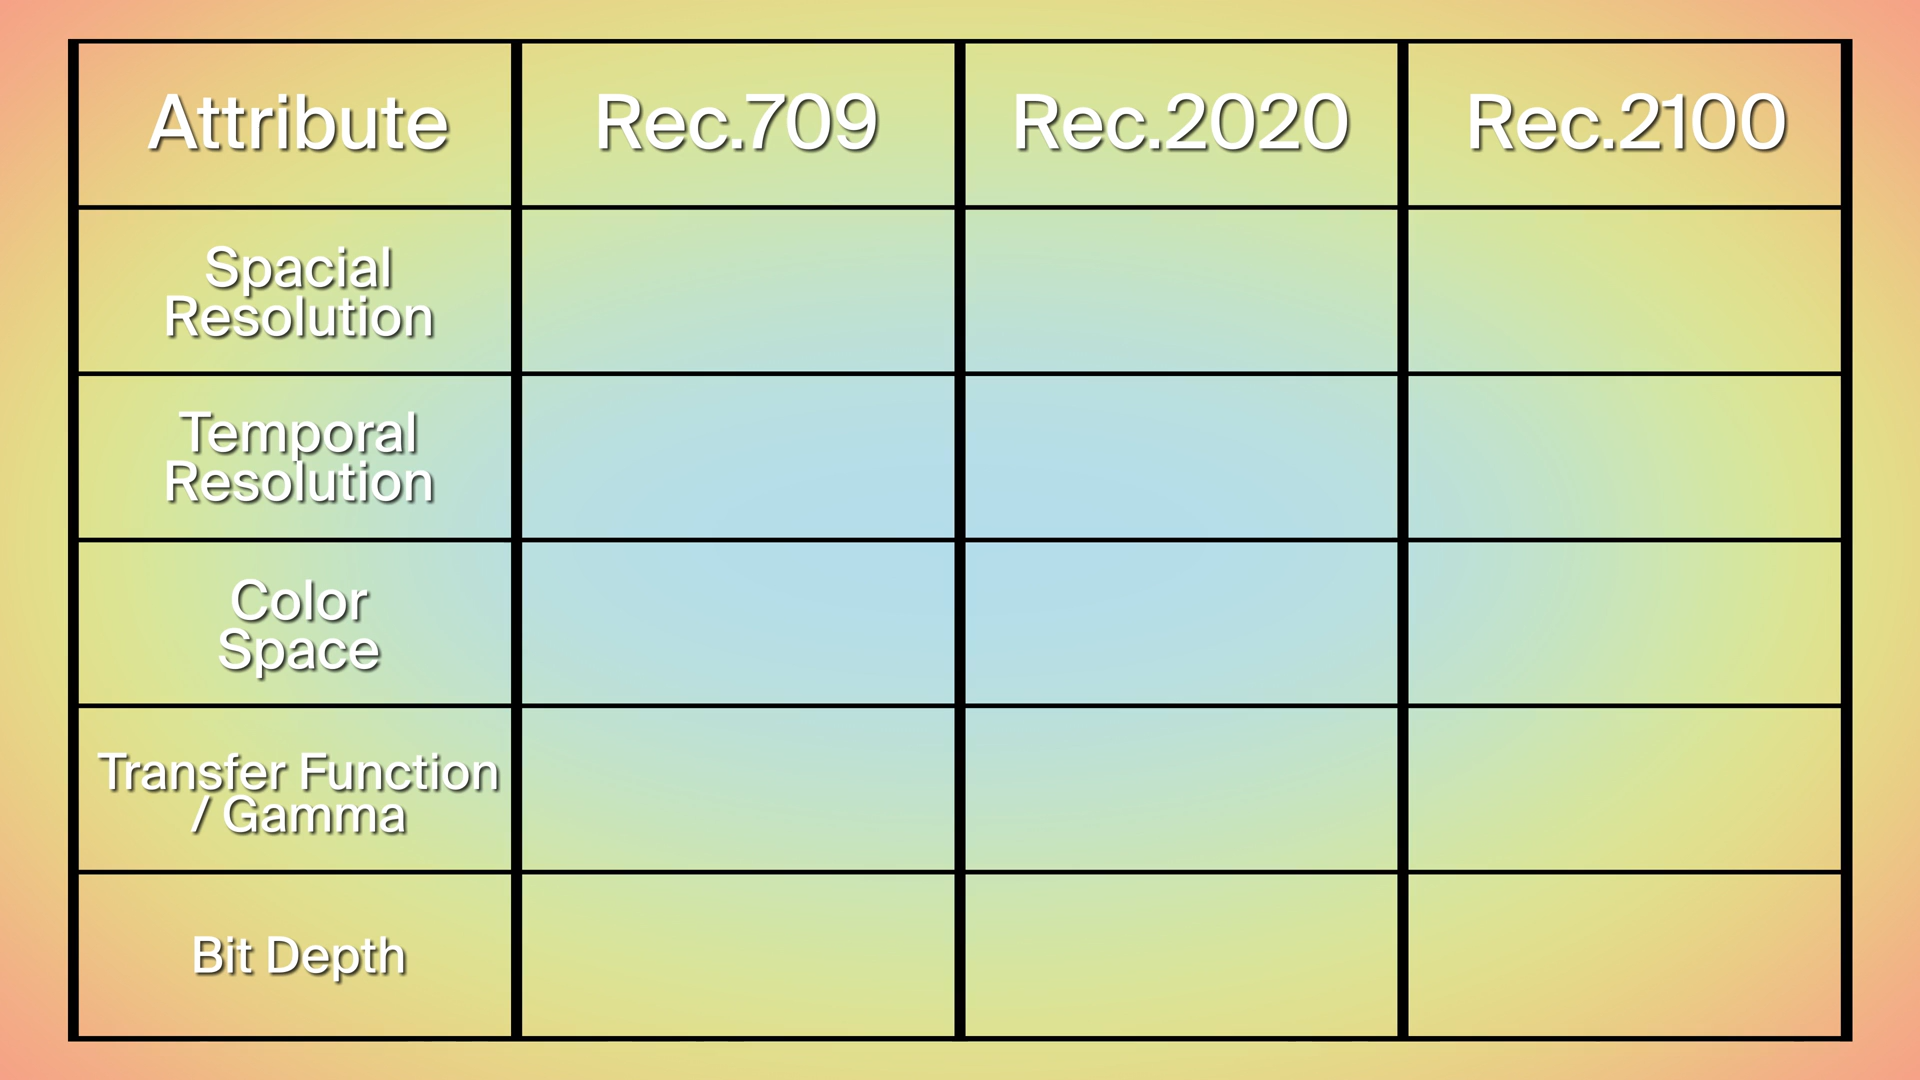 Attribute Rec.709 Rec.2020 Rec.2100
Spacial
Resolution
Temporal
Resolution
Color
Space
Transfer Function
/ Gamma
Bit Depth